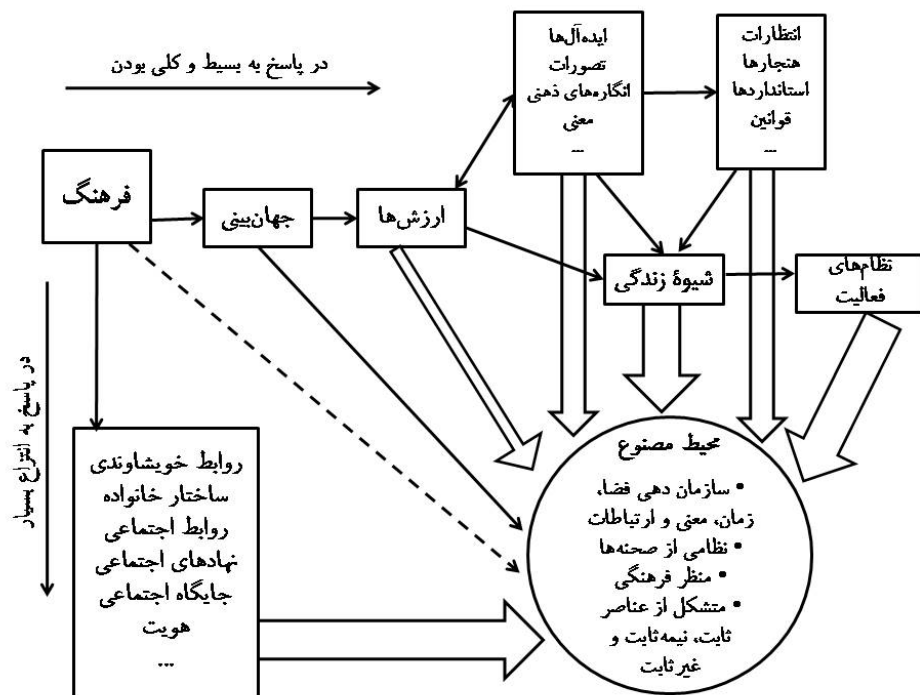 در پاسخ به بسیط و کلی بودن
ایده‌آل‌ها
تصورات
انگاره‌های ذهنی
معنی
...
انتظارات
هنجارها
استانداردها
قوانین
...
فرهنگ
جهان‌بینی
ارزش‌ها
شیوهٔ زندگی
نظام‌های
فعالیت
در پاسخ به انتزاع بسیار
روابط خویشاوندی
ساختار خانواده
روابط اجتماعی
نهادهای اجتماعی
جایگاه اجتماعی
هویت
...
محیط مصنوع
▪ سازمان دهی فضا،
زمان، معنی و ارتباطات
▪ نظامی از صحنه‌ها
▪ منظر فرهنگی
▪ متشکل از عناصر
ثابت، نیمه ثابت و
غیر ثابت